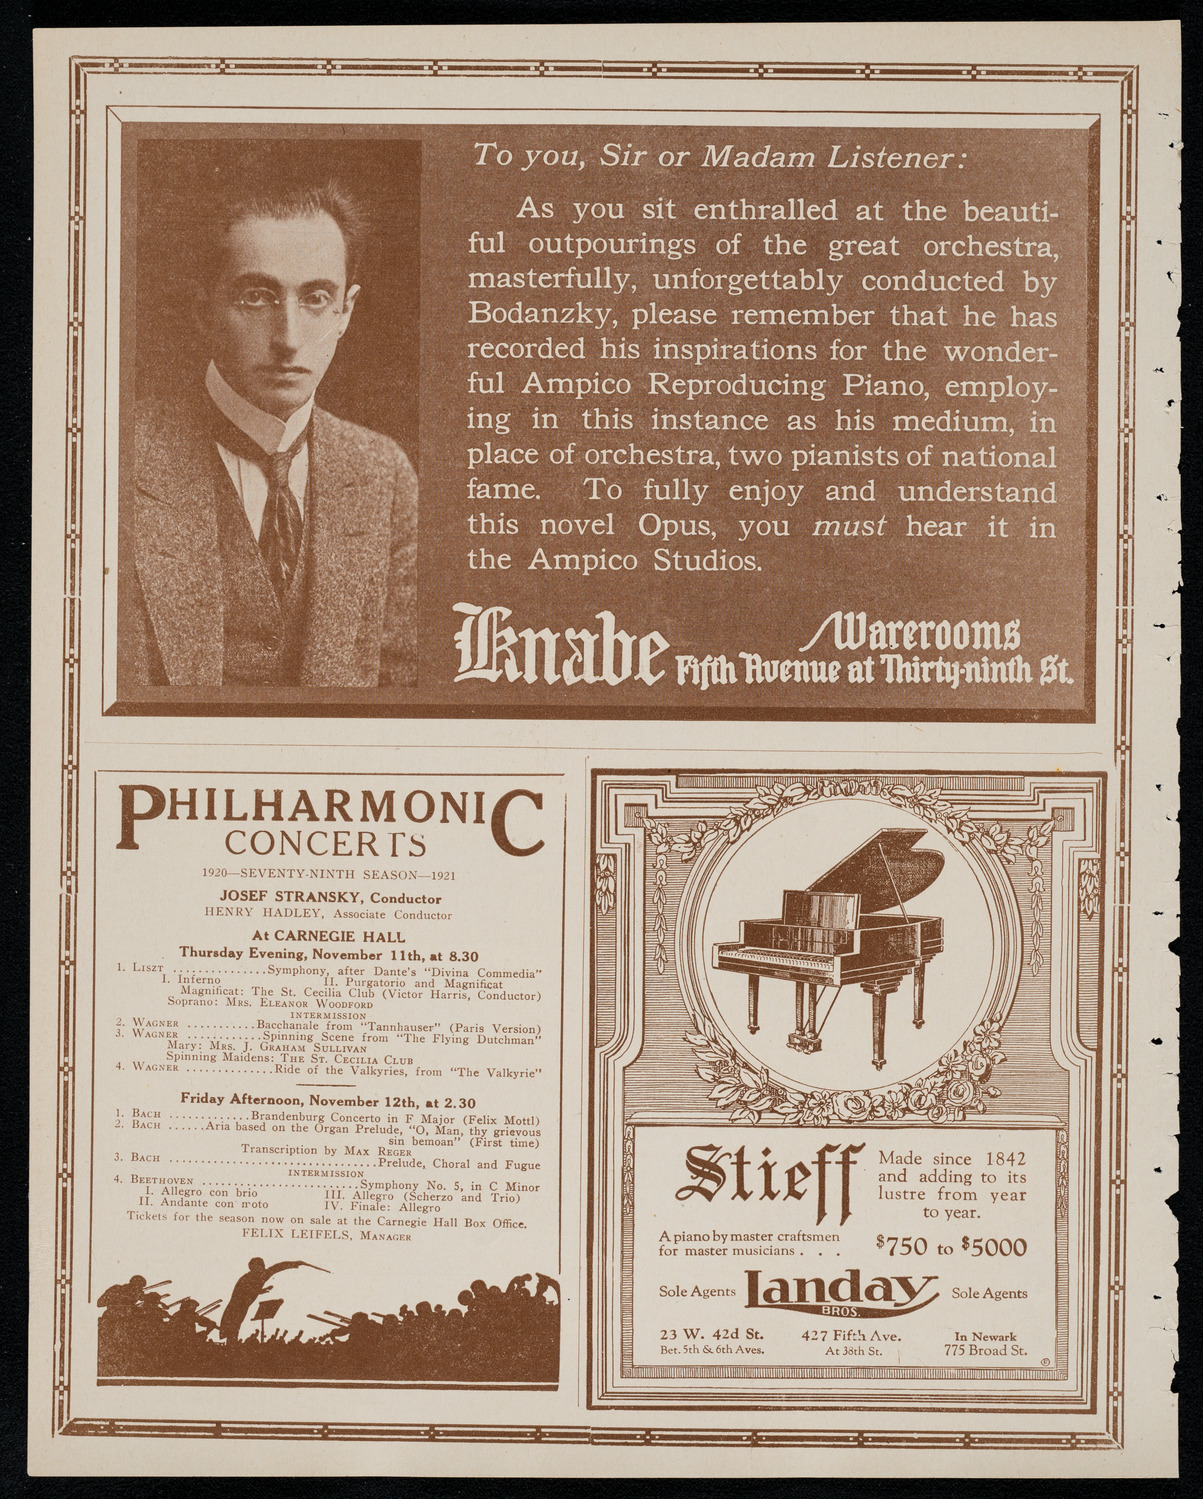 To you, Sir or Madam Listener:
As you sit enthralled at the beauti-
ful outpourings of the great orchestra,
masterfully, unforgettably conducted by
Bodanzky, please remember that he has
recorded his inspirations for the wonder-
ful Ampico Reproducing Piano, employ-
ing in this instance as his medium, in
place of orchestra, two pianists of national
fame. To fully enjoy and understand
this novel Opus, you must hear it in
the Ampico Studios.
Knabe Warerooms
Fifth Avenue at Thirty-ninth St.
PHILHARMONIC
CONCERTS
1920—SEVENTY-NINTH SEASON—1921
JOSEF STRANSKY, Conductor
HENRY HADLEY, Associate Conductor
At CARNEGIE HALL
Thursday Evening, November 11th, at 8.30
1. LISZT ...............Symphony, after Dante's "Divina Commedia"
I. Inferno II. Purgatorio and Magnificat
Magnificat: The St. Cecilia Club (Victor Harris, Conductor)
Soprano: MRS. ELEANOR WOODFORD
INTERMISSION
2. WAGNER ...........Bacchanale from "Tannhauser" (Paris Version)
3. WAGNER ............Spinning Scene from "The Flying Dutchman"
Mary: MRS. J. GRAHAM SULLIVAN
Spinning Maidens: THE ST. CECILIA CLUB
4. WAGNER ..............Ride of the Valkyries, from "The Valkyrie"
Friday Afternoon, November 12th, at 2.30
1. BACH .............Brandenburg Concerto in F Major (Felix Mottl)
2. BACH ......Aria based on the Organ Prelude, "O, Man, thy grievous
sin bemoan" (First time)
Transcription by MAX REGER
3. BACH ..................................Prelude, Choral and Fugue
INTERMISSION
4. BEETHOVEN .........................Symphony No. 5, in C Minor
I. Allegro con brio III. Allegro (Scherzo and Trio)
II. Andante con moto IV. Finale: Allegro
Tickets for the season now on sale at the Carnegie Hall Box Office.
FELIX LEIFELS, MANAGER
Stieff
Made since 1842
and adding to its
lustre from year
to year.
A piano by master craftsmen
for master musicians . . .
$750 to $5000
Sole Agents Landay BROS. Sole Agents
23 W. 42d St. 427 Fifth Ave. In Newark
Bet. 5th & 6th Aves. At 38th St. 775 Broad St.